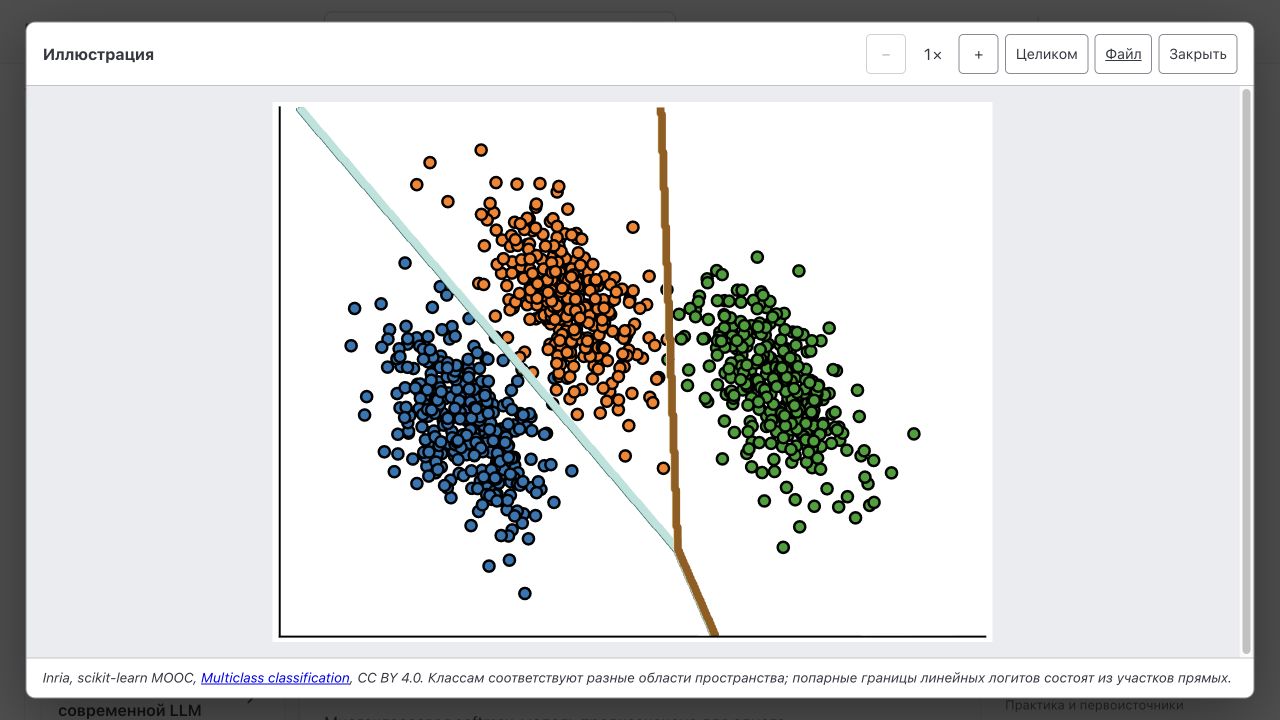 Иллюстрация
− 1× + Целиком Файл Закрыть
Inria, scikit-learn MOOC, Multiclass classification, CC BY 4.0. Классам соответствуют разные области пространства; попарные границы линейных логитов состоят из участков прямых.
современной LLM
Практика и первоисточники